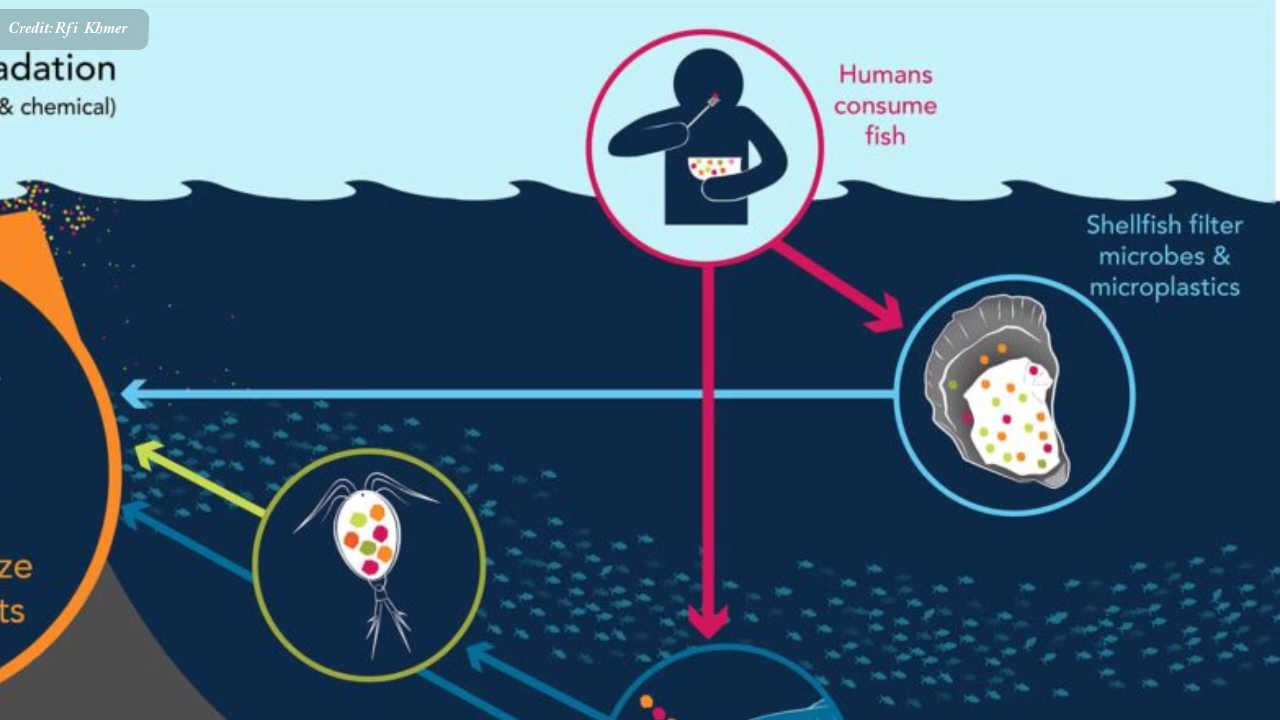 Credit:Rfi Khmer
adation
& chemical)
Humans
consume
fish
Shellfish filter
microbes &
microplastics
ze
ts